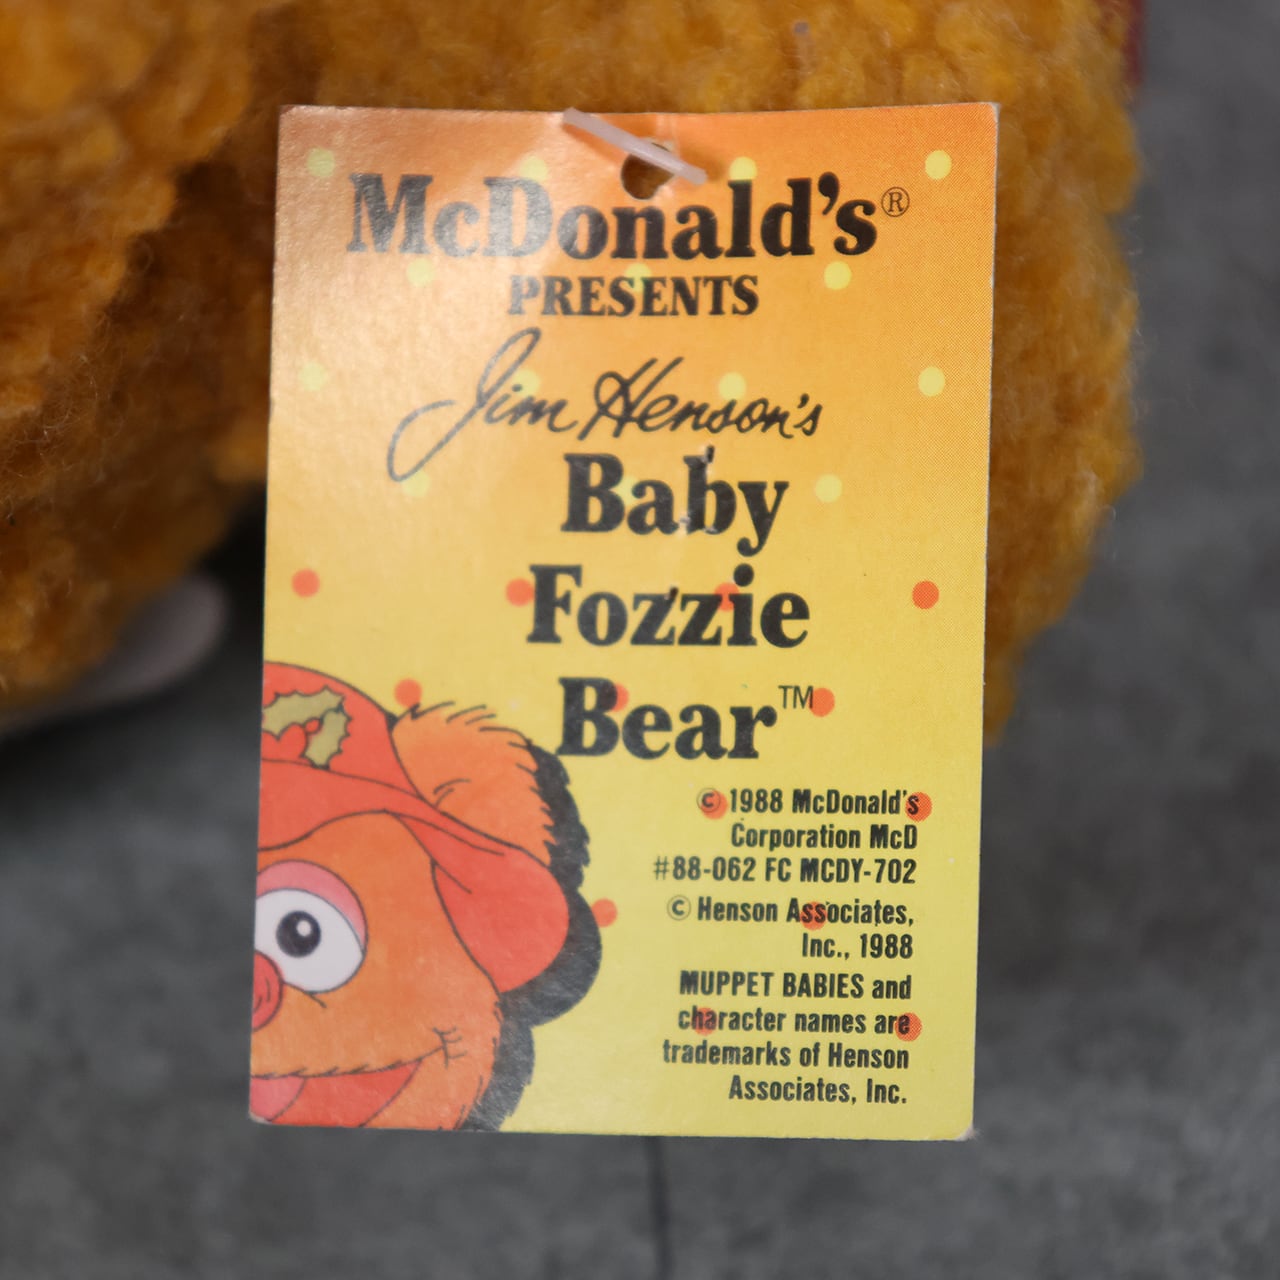 McDonald's®
PRESENTS
Jim Henson's
Baby
Fozzie
Bear™
© 1988 McDonald's
Corporation McD
#88-062 FC MCDY-702
© Henson Associates,
Inc., 1988
MUPPET BABIES and
character names are
trademarks of Henson
Associates, Inc.